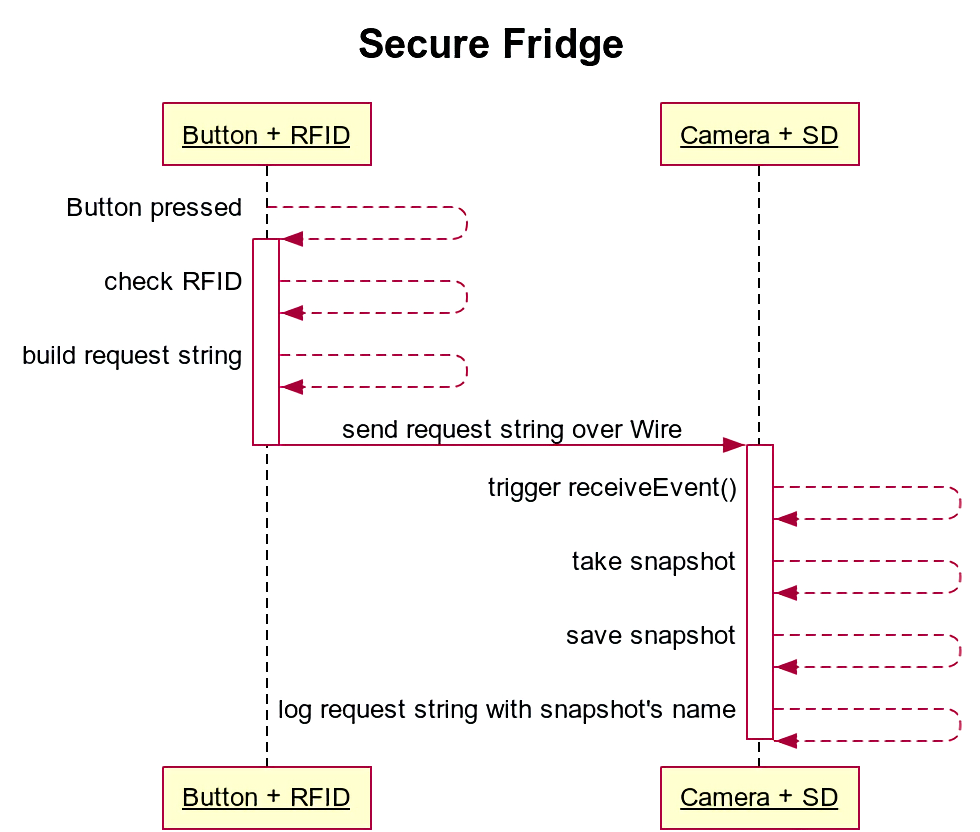 Secure Fridge
Button + RFID
Camera + SD
Button pressed
check RFID
build request string
send request string over Wire
trigger receiveEvent()
take snapshot
save snapshot
log request string with snapshot's name
Button + RFID
Camera + SD